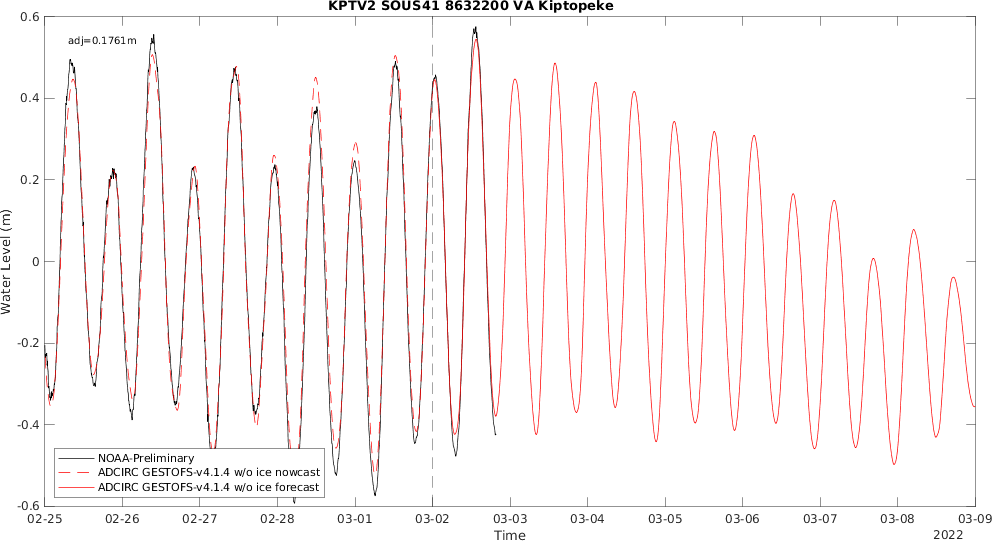 KPTV2 SOUS41 8632200 VA Kiptopeke
adj=0.1761m
Water Level (m)
0.6
0.4
0.2
0
-0.2
-0.4
-0.6
NOAA-Preliminary
ADCIRC GESTOFS-v4.1.4 w/o ice nowcast
ADCIRC GESTOFS-v4.1.4 w/o ice forecast
02-25 02-26 02-27 02-28 03-01 03-02 03-03 03-04 03-05 03-06 03-07 03-08 03-09
Time
2022